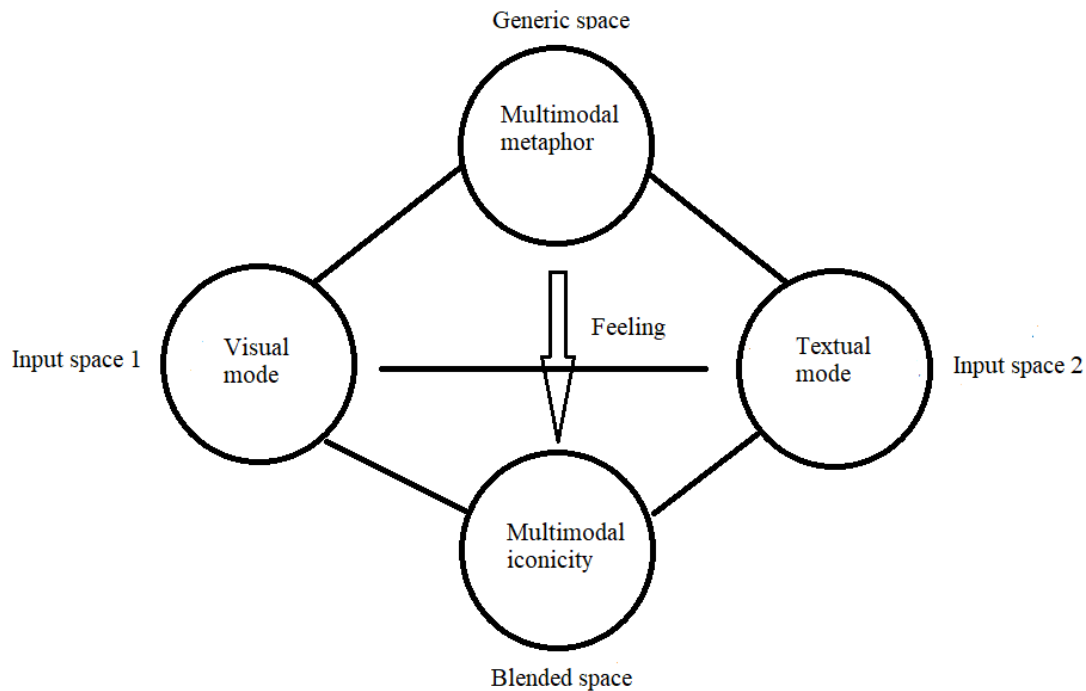 Generic space
Multimodal
metaphor
Feeling
Input space 1
Visual
mode
Textual
mode
Input space 2
Multimodal
iconicity
Blended space